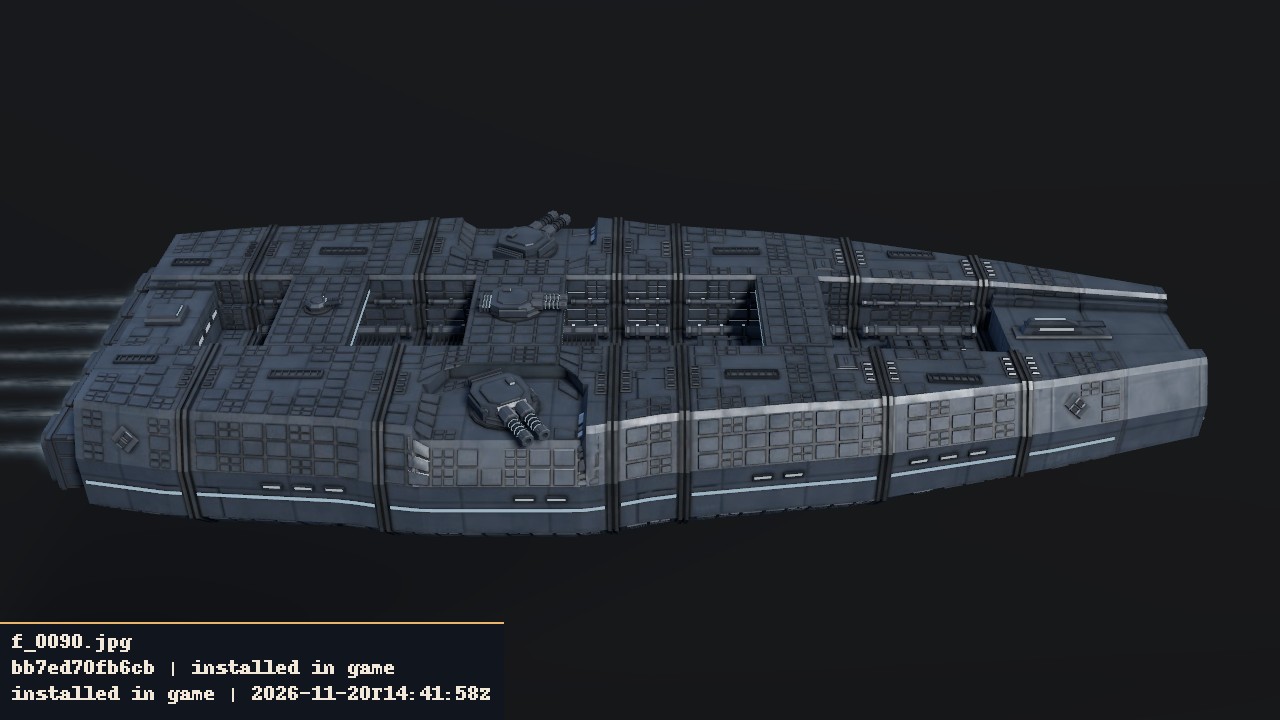 f_0090.jpg
bb7ed70fb6cb | installed in game
installed in game | 2026-11-20T14:41:58Z